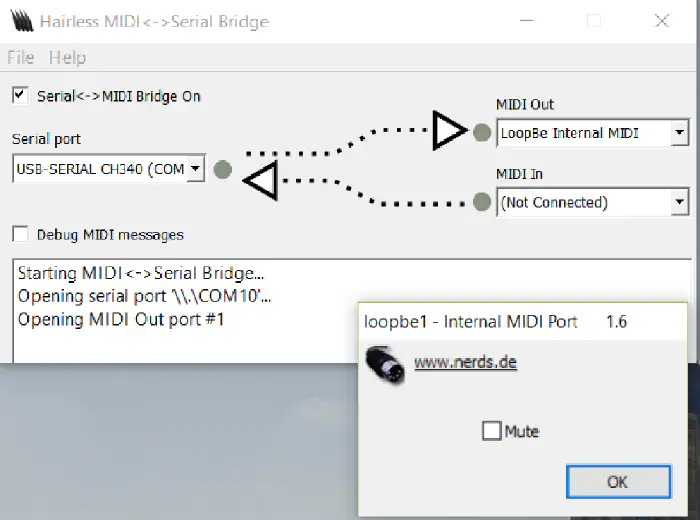 Hairless MIDI<->Serial Bridge
File Help
Serial<->MIDI Bridge On
MIDI Out
LoopBe Internal MIDI
Serial port
USB-SERIAL CH340 (COM
MIDI In
(Not Connected)
Debug MIDI messages
Starting MIDI<->Serial Bridge...
Opening serial port '\\.\COM10'...
Opening MIDI Out port #1
loopbe1 - Internal MIDI Port 1.6
www.nerds.de
Mute
OK